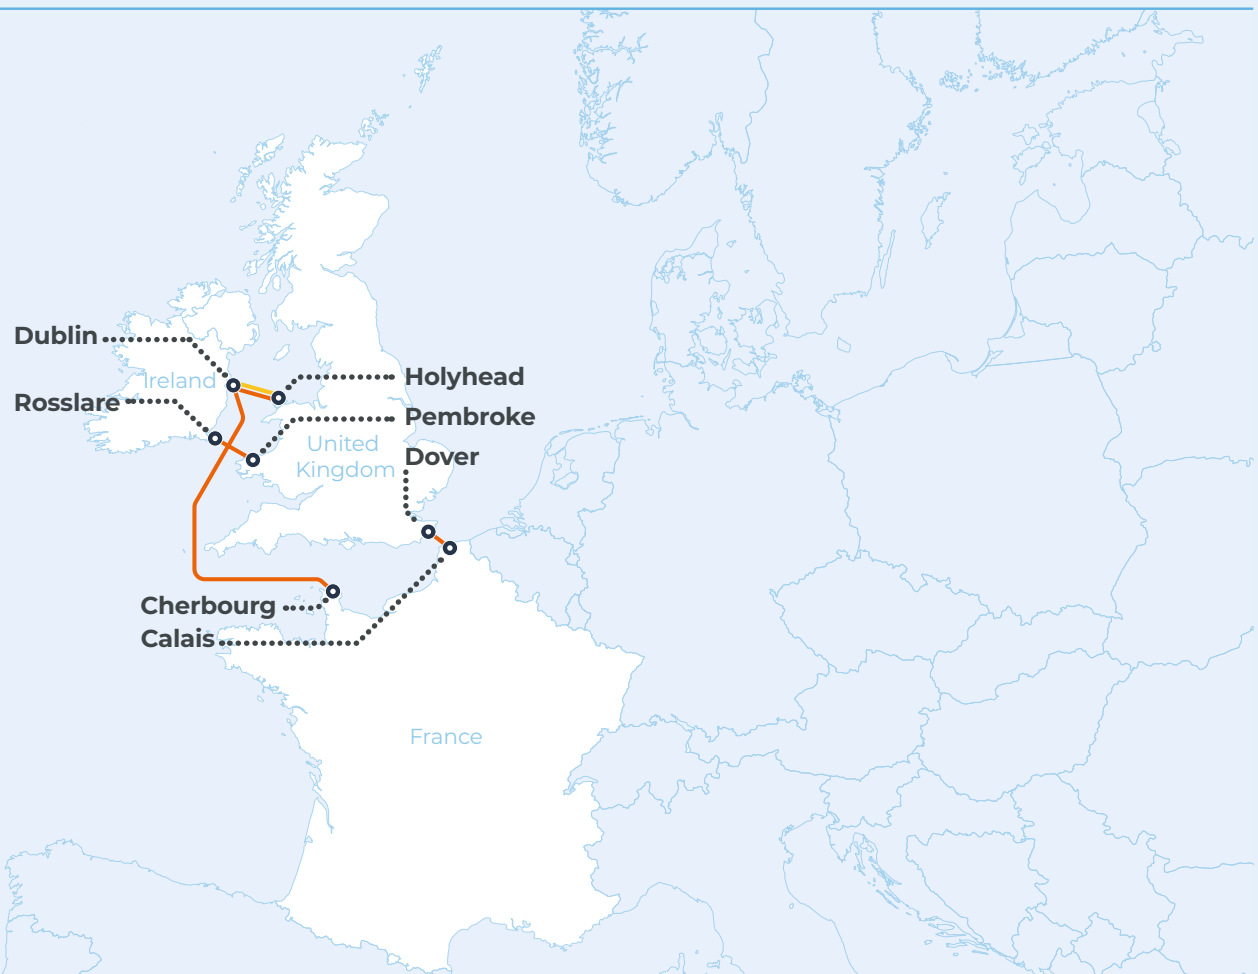 Dublin
Ireland
Holyhead
Rosslare
Pembroke
United
Kingdom
Dover
Cherbourg
Calais
France